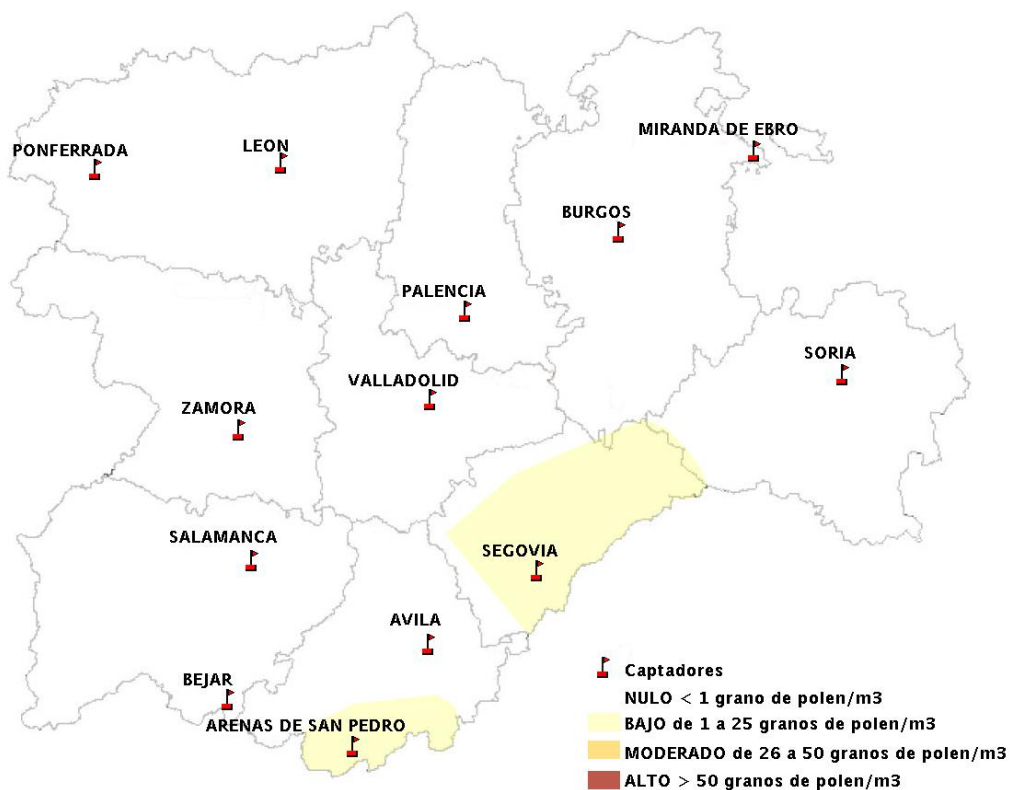 MIRANDA DE EBRO
LEON
PONFERRADA
BURGOS
PALENCIA
SORIA
VALLADOLID
ZAMORA
SALAMANCA
SEGOVIA
AVILA
BEJAR
ARENAS DE SAN PEDRO
Captadores
NULO < 1 grano de polen/m3
BAJO de 1 a 25 granos de polen/m3
MODERADO de 26 a 50 granos de polen/m3
ALTO > 50 granos de polen/m3